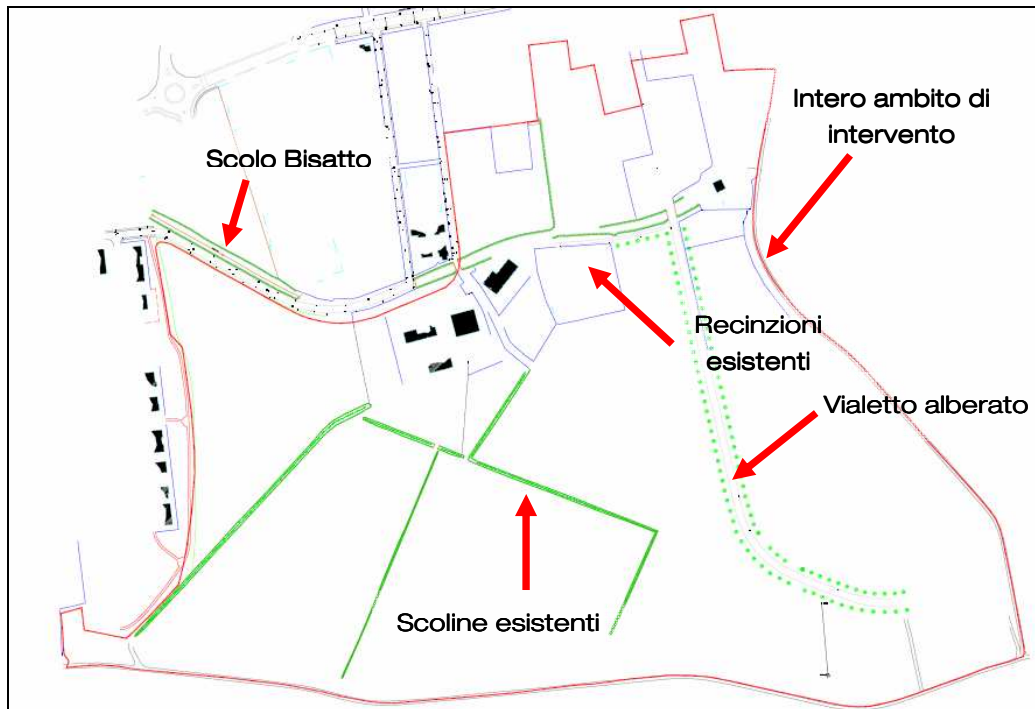 Intero ambito di
intervento
Scolo Bisatto
Recinzioni
esistenti
Vialetto alberato
Scoline esistenti